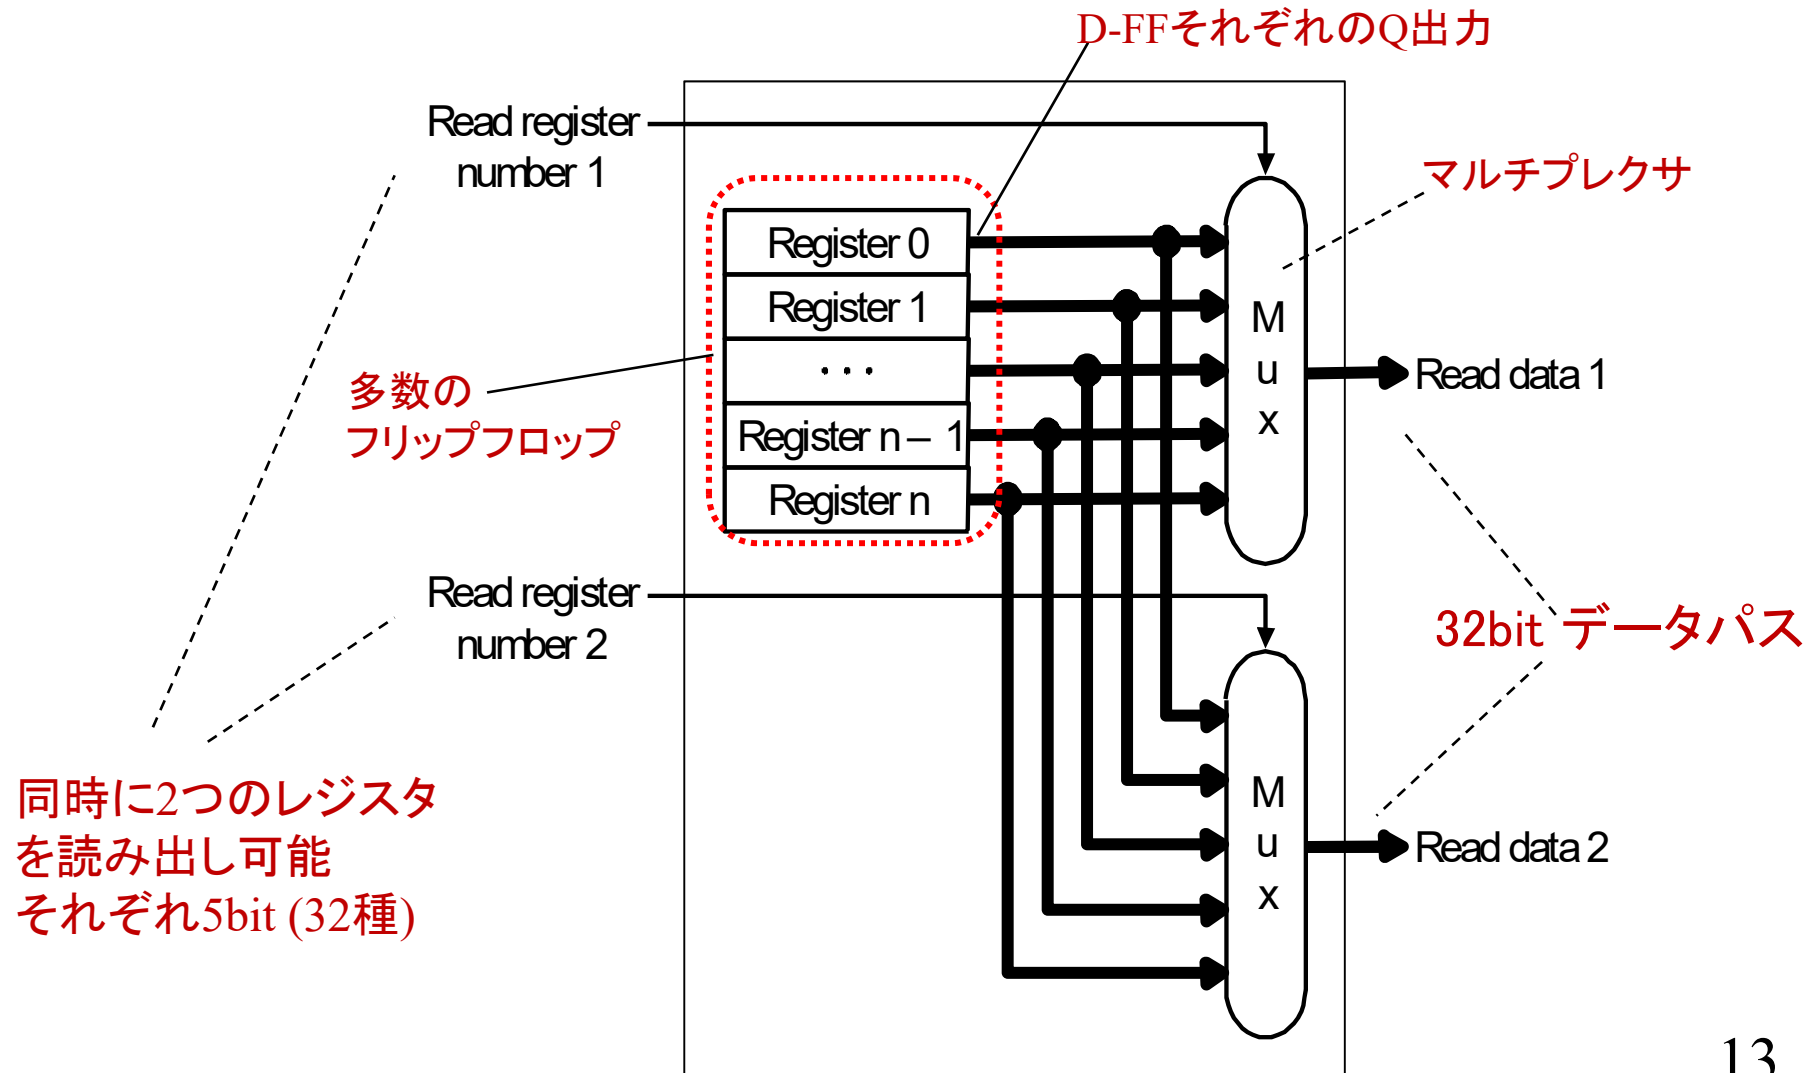 D-FFそれぞれのQ出力
Read register
number 1
マルチプレクサ
Register 0
Register 1
...
Register n – 1
Register n
M
u
x
Read data 1
多数の
フリップフロップ
Read register
number 2
32bit データパス
同時に2つのレジスタ
を読み出し可能
それぞれ5bit (32種)
M
u
x
Read data 2
13